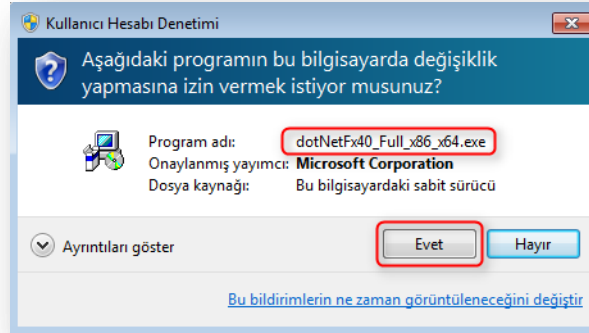 Kullanıcı Hesabı Denetimi
Aşağıdaki programın bu bilgisayarda değişiklik
yapmasına izin vermek istiyor musunuz?
Program adı: dotNetFx40_Full_x86_x64.exe
Onaylanmış yayımcı: Microsoft Corporation
Dosya kaynağı: Bu bilgisayardaki sabit sürücü
Ayrıntıları göster Evet Hayır
Bu bildirimlerin ne zaman görüntüleneceğini değiştir